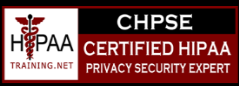 HIPAA
TRAINING.NET
CHPSE
CERTIFIED HIPAA
PRIVACY SECURITY EXPERT